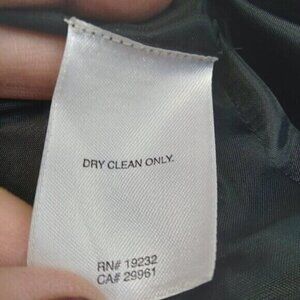 DRY CLEAN ONLY.
RN# 19232
CA# 29961